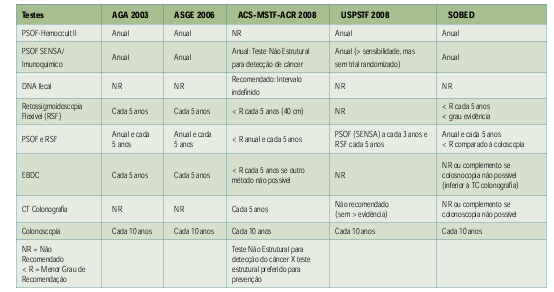 Testes AGA 2003 ASGE 2006 ACS-MSTF-ACR 2008 USPSTF 2008 SOBED
PSOF-Hemoccult II Anual Anual NR Anual Anual
PSOF SENSA/ Anual Anual Anual: Teste Não Estrutural Anual (> sensibilidade, mas Anual
Imunoquímico para detecção de câncer sem trial randomizado)
DNA fecal NR NR Recomendado: Intervalo NR NR
indefinido
Retossigmoidoscopia Cada 5 anos Cada 5 anos < R cada 5 anos (40 cm) NR < R cada 5 anos
Flexível (RSF) < grau evidência
PSOF e RSF Anual e cada Anual e cada < R anual e cada 5 anos PSOF (SENSA) a cada 3 anos e Anual e cada 5 anos
5 anos 5 anos RSF cada 5 anos < R comparado à coloscopia
EBDC Cada 5 anos Cada 5 anos < R cada 5 anos se outro NR NR ou complemento se
método não possível colosnoscopia não possível
(inferior à TC colonografia)
CT Colonografia NR NR Cada 5 anos Não recomendado NR ou complemento se
(sem > evidência) colosnoscopia não possível
Colonoscopia Cada 10 anos Cada 10 anos Cada 10 anos Cada 10 anos Cada 10 anos
NR = Não Teste Não Estrutural para
Recomendado detecção do câncer X teste
< R = Menor Grau de estrutural preferido para
Recomendação prevenção